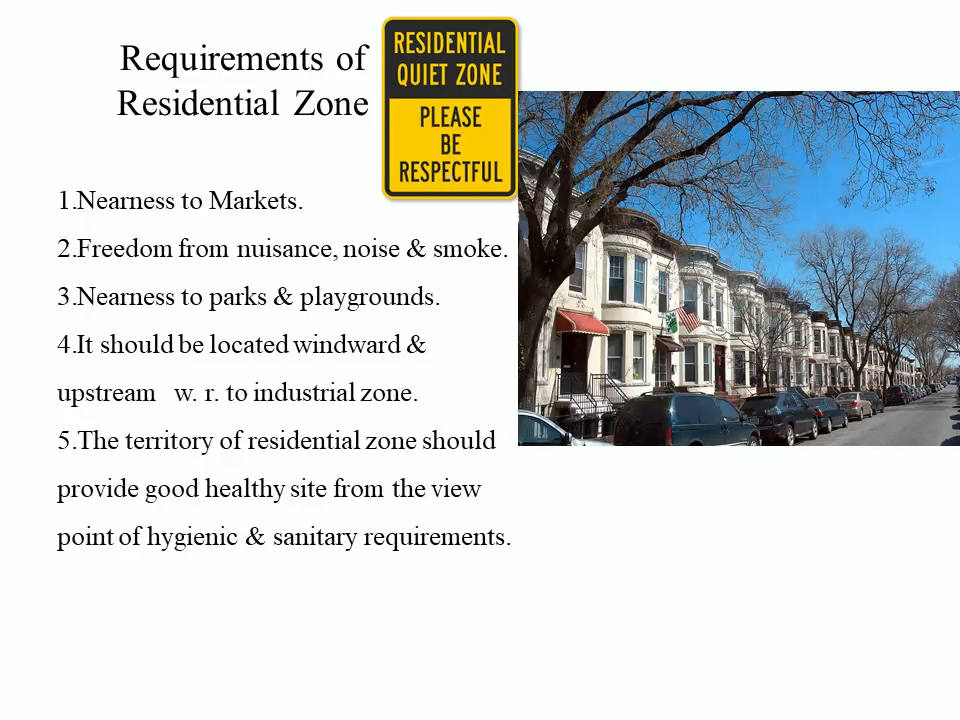 Requirements of
Residential Zone
RESIDENTIAL
QUIET ZONE
PLEASE
BE
RESPECTFUL
1.Nearness to Markets.
2.Freedom from nuisance, noise & smoke.
3.Nearness to parks & playgrounds.
4.It should be located windward &
upstream w. r. to industrial zone.
5.The territory of residential zone should
provide good healthy site from the view
point of hygienic & sanitary requirements.